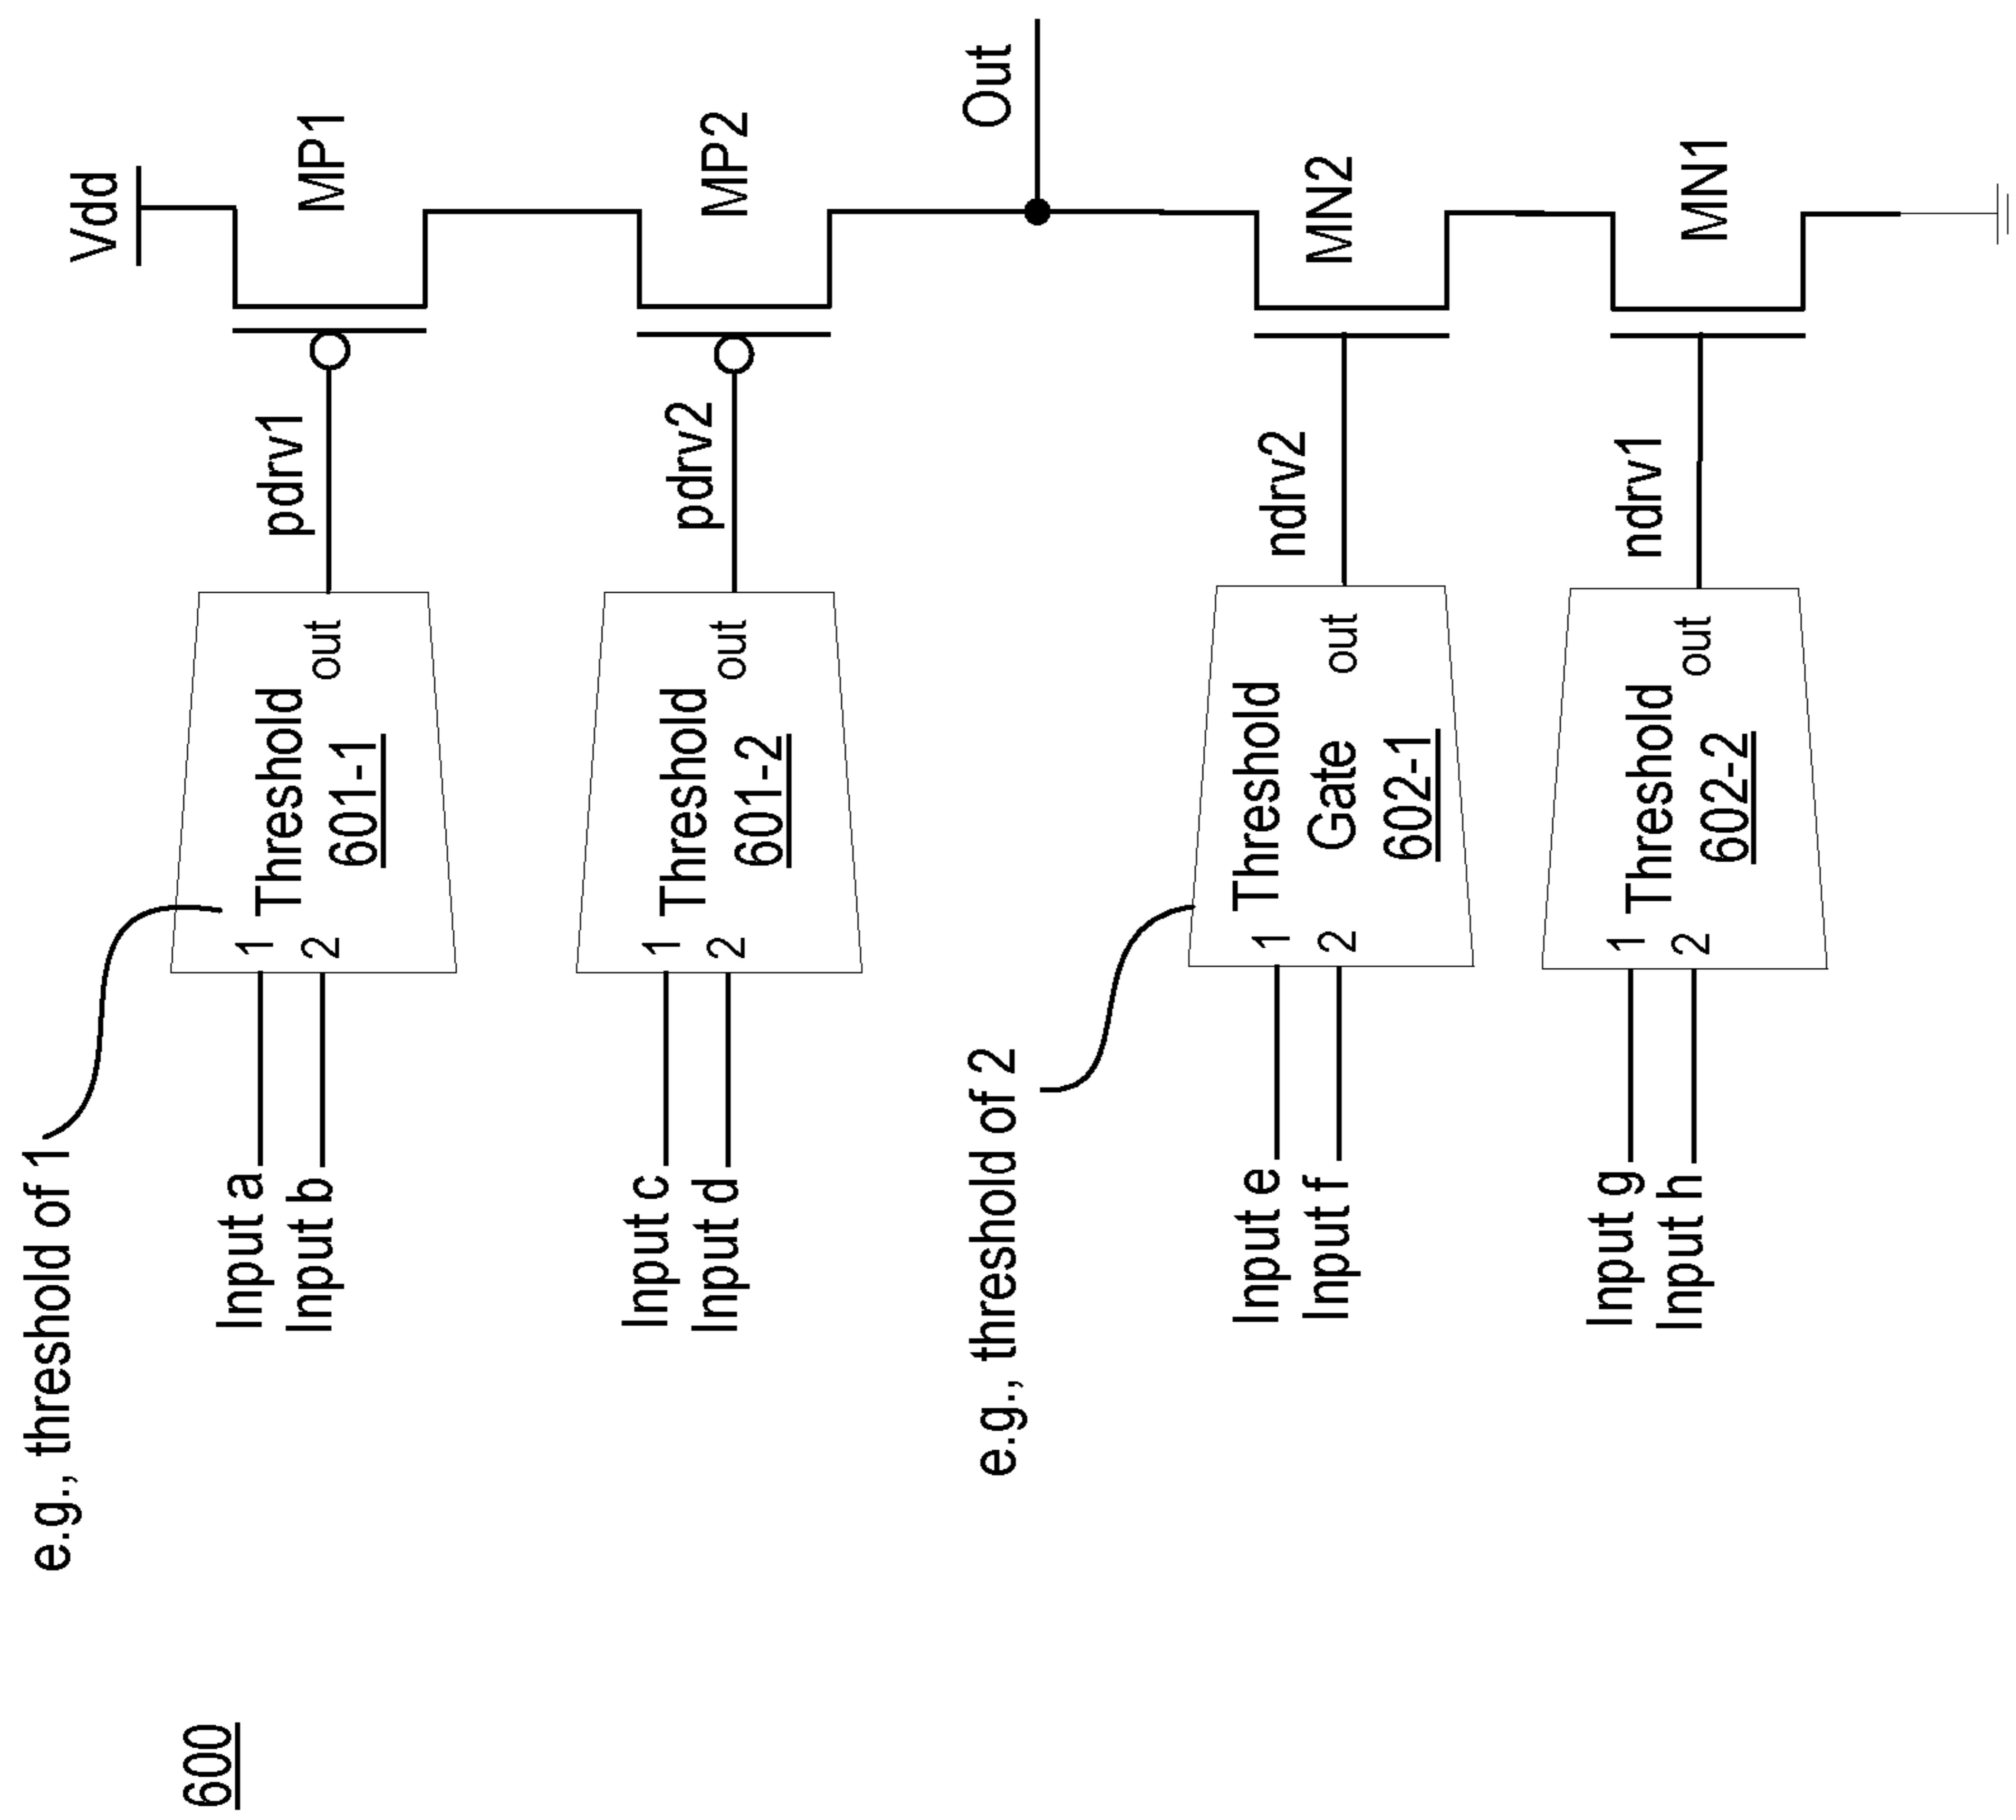 600
e.g., threshold of 1
Vdd
Input a
Input b
1
2
Threshold
601-1
out
pdrv1
MP1
Input c
Input d
1
2
Threshold
601-2
out
pdrv2
MP2
Out
e.g., threshold of 2
Input e
Input f
1
2
Threshold
Gate
602-1
out
ndrv2
MN2
Input g
Input h
1
2
Threshold
602-2
out
ndrv1
MN1